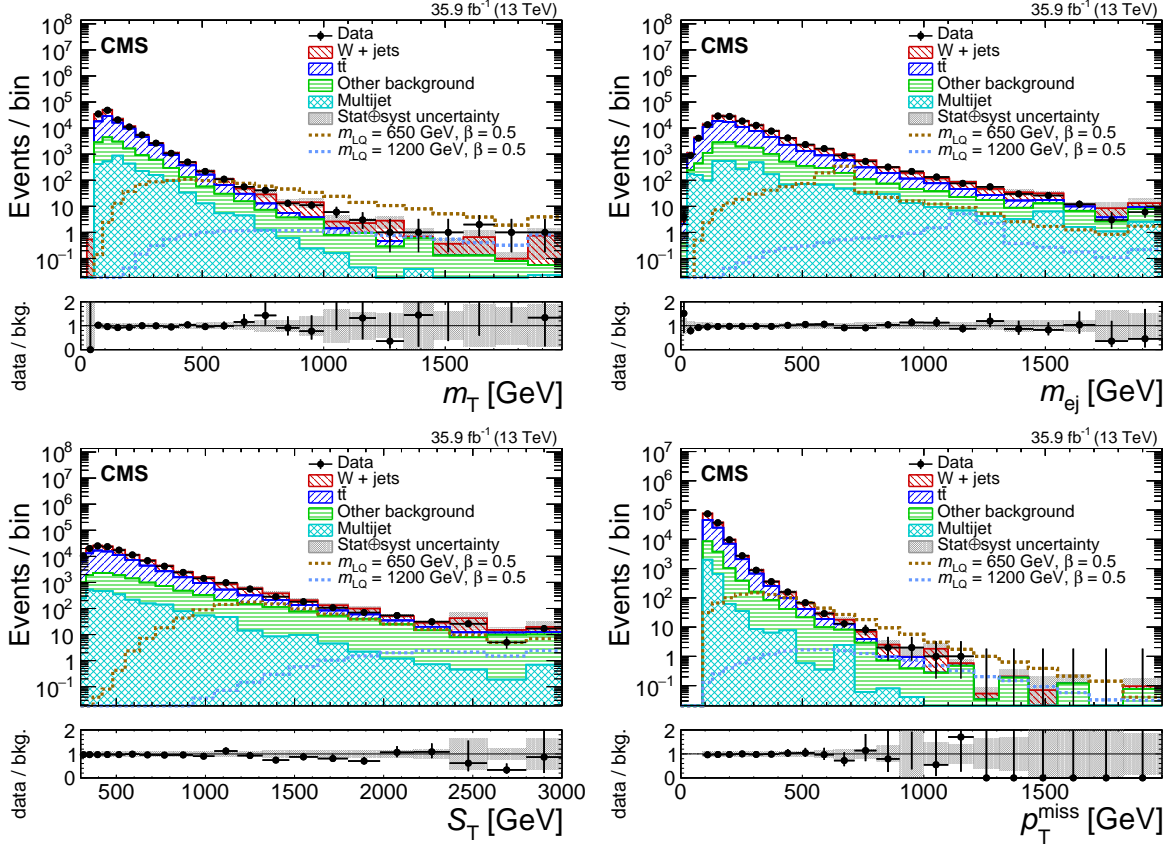 35.9 fb⁻¹ (13 TeV)
CMS
Data
W + jets
tt̄
Other background
Multijet
Stat⊕syst uncertainty
m_LQ = 650 GeV, β = 0.5
m_LQ = 1200 GeV, β = 0.5
Events / bin
10⁸
10⁷
10⁶
10⁵
10⁴
10³
10²
10
1
10⁻¹
data / bkg.
2
1
0
0 500 1000 1500
m_T [GeV]
35.9 fb⁻¹ (13 TeV)
CMS
Data
W + jets
tt̄
Other background
Multijet
Stat⊕syst uncertainty
m_LQ = 650 GeV, β = 0.5
m_LQ = 1200 GeV, β = 0.5
Events / bin
10⁸
10⁷
10⁶
10⁵
10⁴
10³
10²
10
1
10⁻¹
data / bkg.
2
1
0
0 500 1000 1500
m_ej [GeV]
35.9 fb⁻¹ (13 TeV)
CMS
Data
W + jets
tt̄
Other background
Multijet
Stat⊕syst uncertainty
m_LQ = 650 GeV, β = 0.5
m_LQ = 1200 GeV, β = 0.5
Events / bin
10⁸
10⁷
10⁶
10⁵
10⁴
10³
10²
10
1
10⁻¹
data / bkg.
2
1
0
500 1000 1500 2000 2500 3000
S_T [GeV]
35.9 fb⁻¹ (13 TeV)
CMS
Data
W + jets
tt̄
Other background
Multijet
Stat⊕syst uncertainty
m_LQ = 650 GeV, β = 0.5
m_LQ = 1200 GeV, β = 0.5
Events / bin
10⁸
10⁷
10⁶
10⁵
10⁴
10³
10²
10
1
10⁻¹
data / bkg.
2
1
0
0 500 1000 1500
p_T^miss [GeV]